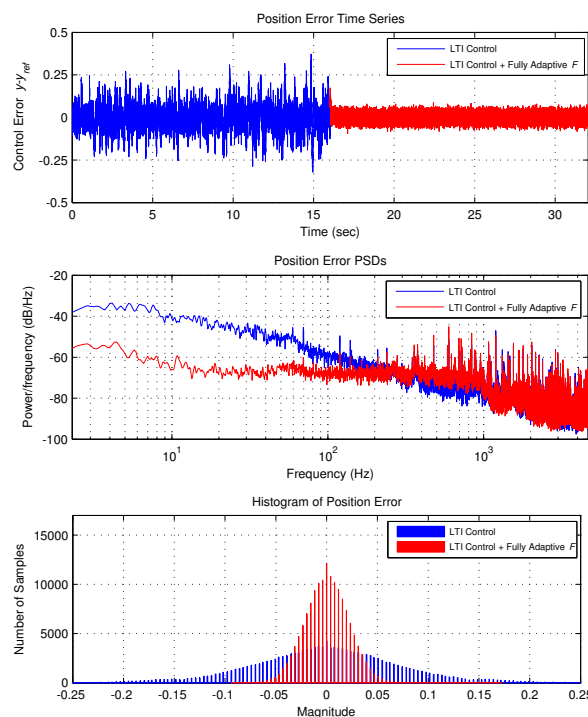 Position Error Time Series
Control Error y-y_ref
0.5
0.25
0
-0.25
-0.5
LTI Control
LTI Control + Fully Adaptive F
0 5 10 15 20 25 30
Time (sec)
Position Error PSDs
Power/frequency (dB/Hz)
-20
-40
-60
-80
-100
LTI Control
LTI Control + Fully Adaptive F
10^1 10^2 10^3
Frequency (Hz)
Histogram of Position Error
Number of Samples
15000
10000
5000
0
LTI Control
LTI Control + Fully Adaptive F
-0.25 -0.2 -0.15 -0.1 -0.05 0 0.05 0.1 0.15 0.2 0.25
Magnitude